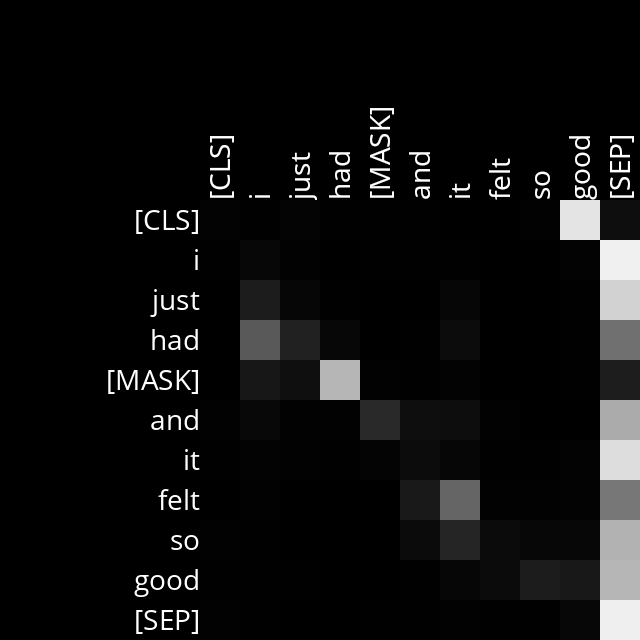 [CLS] i just had [MASK] and it felt so good [SEP]
[CLS]
i
just
had
[MASK]
and
it
felt
so
good
[SEP]